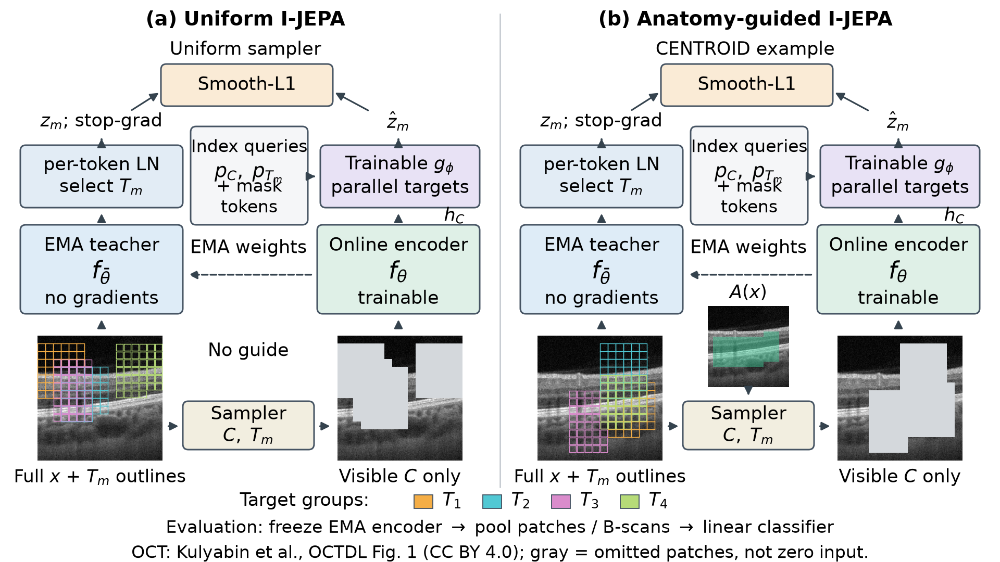 (a) Uniform I-JEPA
Uniform sampler
Smooth-L1
z_m; stop-grad
ẑ_m
per-token LN
select T_m
Index queries
p_C, p_{T_m}
+ mask
tokens
Trainable g_ϕ
parallel targets
h_C
EMA teacher
f_θ̄
no gradients
EMA weights
Online encoder
f_θ
trainable
No guide
Sampler
C, T_m
Full x + T_m outlines
Visible C only
(b) Anatomy-guided I-JEPA
CENTROID example
Smooth-L1
z_m; stop-grad
ẑ_m
per-token LN
select T_m
Index queries
p_C, p_{T_m}
+ mask
tokens
Trainable g_ϕ
parallel targets
h_C
EMA teacher
f_θ̄
no gradients
EMA weights
Online encoder
f_θ
trainable
A(x)
Sampler
C, T_m
Full x + T_m outlines
Visible C only
Target groups: T_1 T_2 T_3 T_4
Evaluation: freeze EMA encoder → pool patches / B-scans → linear classifier
OCT: Kulyabin et al., OCTDL Fig. 1 (CC BY 4.0); gray = omitted patches, not zero input.